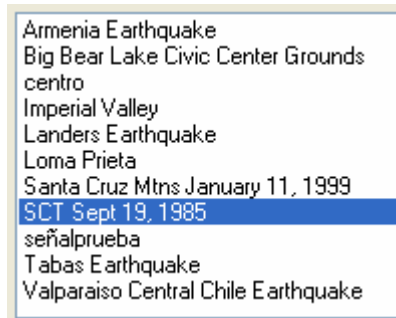 Armenia Earthquake
Big Bear Lake Civic Center Grounds
centro
Imperial Valley
Landers Earthquake
Loma Prieta
Santa Cruz Mtns January 11, 1999
SCT Sept 19, 1985
señalprueba
Tabas Earthquake
Valparaiso Central Chile Earthquake